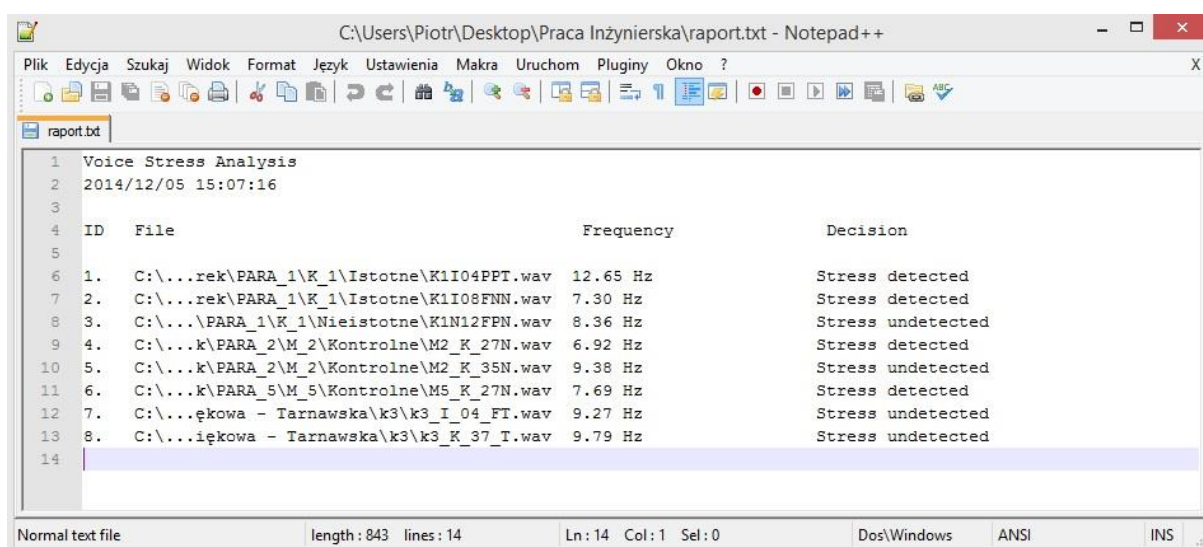 C:\Users\Piotr\Desktop\Praca Inżynierska\raport.txt - Notepad++
Plik Edycja Szukaj Widok Format Język Ustawienia Makra Uruchom Pluginy Okno ? X
raport.txt
1 Voice Stress Analysis
2 2014/12/05 15:07:16
3
4 ID File Frequency Decision
5
6 1. C:\...rek\PARA_1\K_1\Istotne\K1I04PPT.wav 12.65 Hz Stress detected
7 2. C:\...rek\PARA_1\K_1\Istotne\K1I08FNN.wav 7.30 Hz Stress detected
8 3. C:\...\PARA_1\K_1\Nieistotne\K1N12FPN.wav 8.36 Hz Stress undetected
9 4. C:\...k\PARA_2\M_2\Kontrolne\M2_K_27N.wav 6.92 Hz Stress detected
10 5. C:\...k\PARA_2\M_2\Kontrolne\M2_K_35N.wav 9.38 Hz Stress undetected
11 6. C:\...k\PARA_5\M_5\Kontrolne\M5_K_27N.wav 7.69 Hz Stress detected
12 7. C:\...ękowa - Tarnawska\k3\k3_I_04_FT.wav 9.27 Hz Stress undetected
13 8. C:\...iękowa - Tarnawska\k3\k3_K_37_T.wav 9.79 Hz Stress undetected
14
Normal text file length : 843 lines : 14 Ln : 14 Col : 1 Sel : 0 Dos\Windows ANSI INS